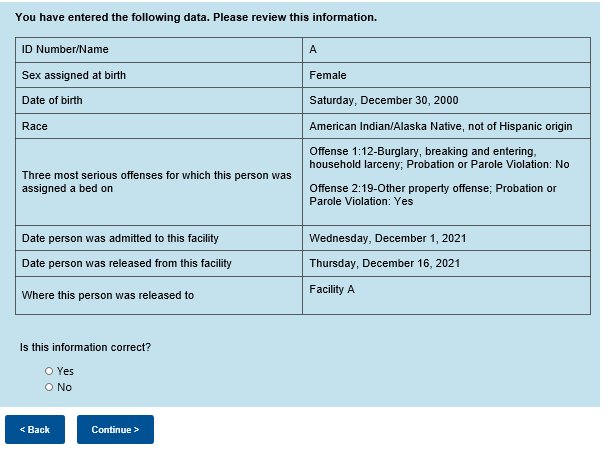 You have entered the following data. Please review this information.
ID Number/Name
A
Sex assigned at birth
Female
Date of birth
Saturday, December 30, 2000
Race
American Indian/Alaska Native, not of Hispanic origin
Three most serious offenses for which this person was
assigned a bed on
Offense 1:12-Burglary, breaking and entering,
household larceny; Probation or Parole Violation: No
Offense 2:19-Other property offense; Probation or
Parole Violation: Yes
Date person was admitted to this facility
Wednesday, December 1, 2021
Date person was released from this facility
Thursday, December 16, 2021
Where this person was released to
Facility A
Is this information correct?
Yes
No
< Back
Continue >